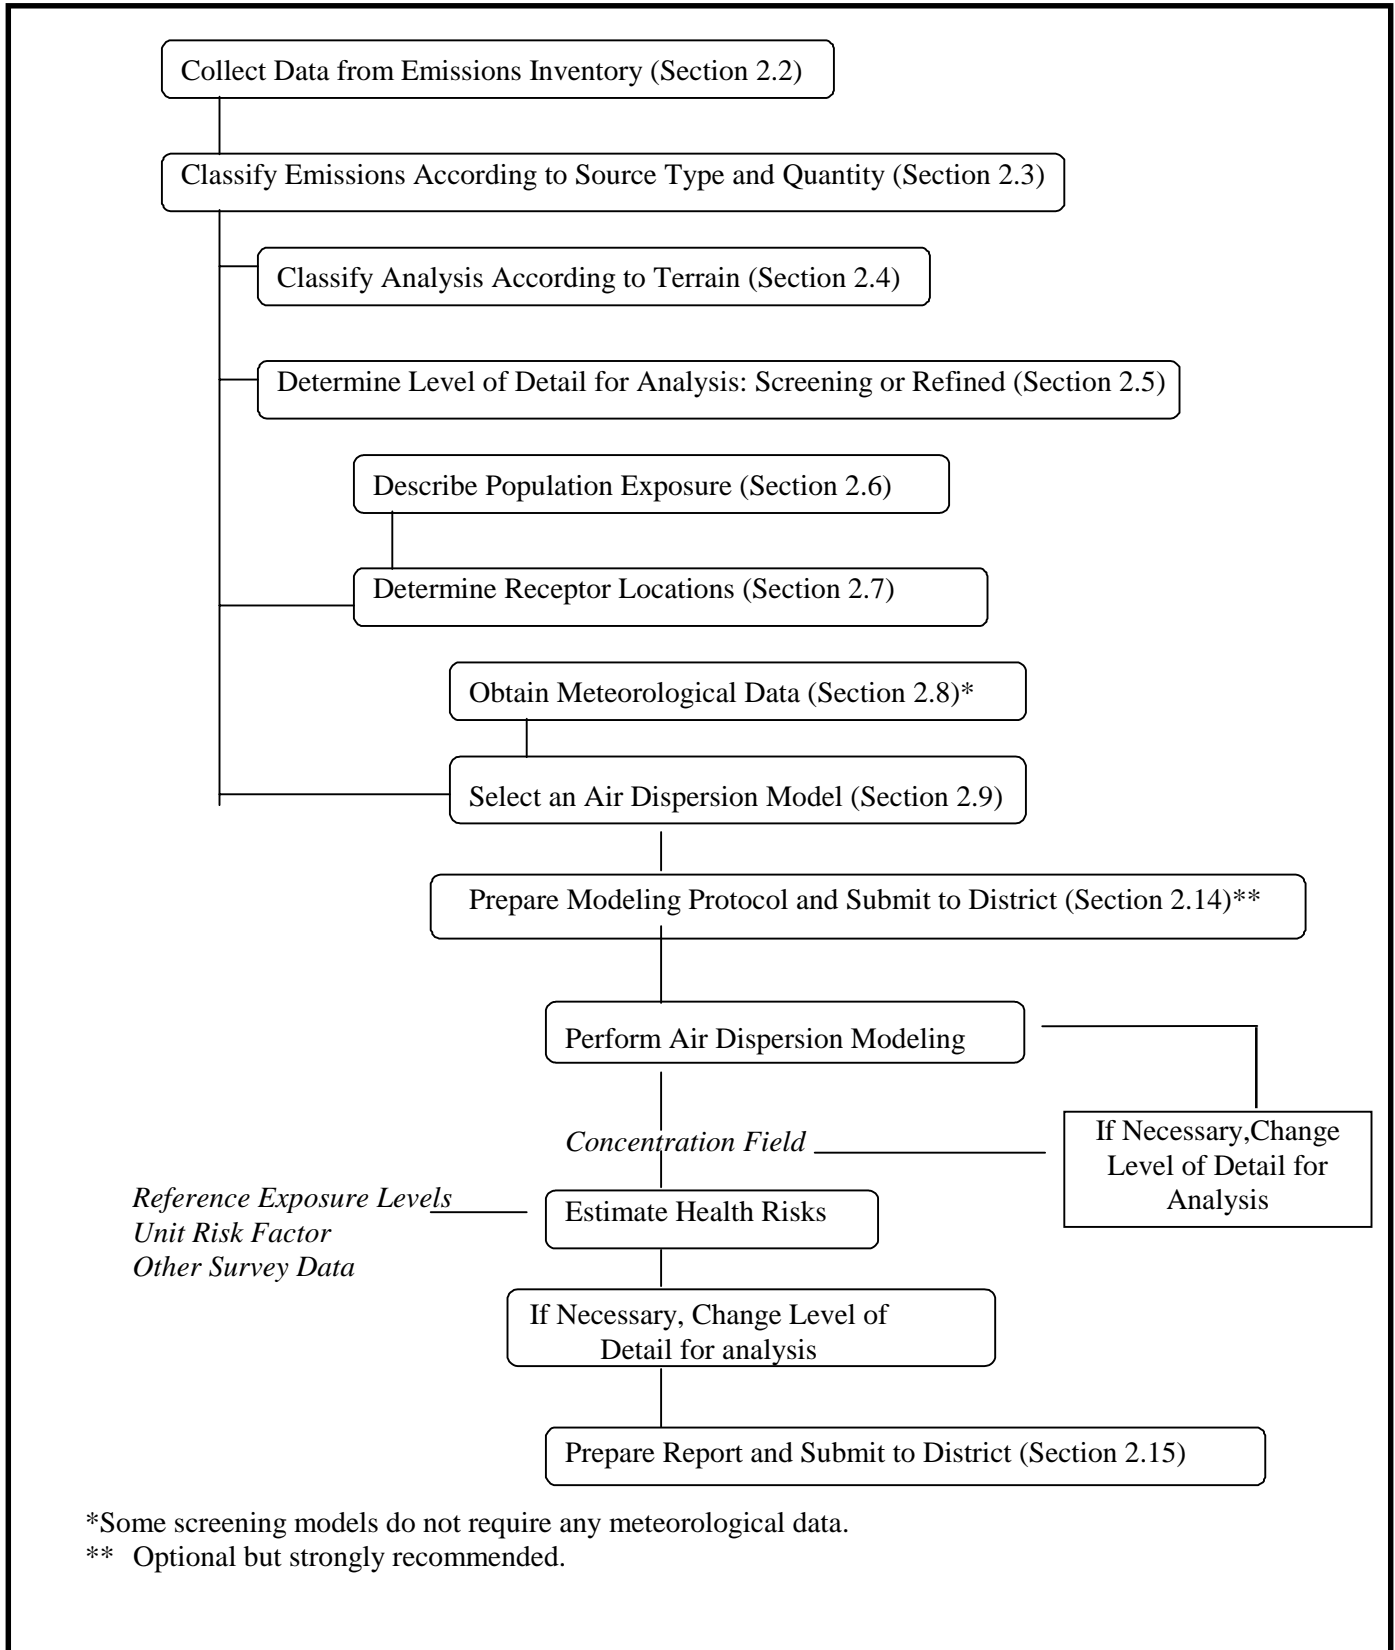 Collect Data from Emissions Inventory (Section 2.2)
Classify Emissions According to Source Type and Quantity (Section 2.3)
Classify Analysis According to Terrain (Section 2.4)
Determine Level of Detail for Analysis: Screening or Refined (Section 2.5)
Describe Population Exposure (Section 2.6)
Determine Receptor Locations (Section 2.7)
Obtain Meteorological Data (Section 2.8)*
Select an Air Dispersion Model (Section 2.9)
Prepare Modeling Protocol and Submit to District (Section 2.14)**
Perform Air Dispersion Modeling
If Necessary,Change
Level of Detail for
Analysis
Concentration Field
Reference Exposure Levels
Unit Risk Factor
Other Survey Data
Estimate Health Risks
If Necessary, Change Level of
Detail for analysis
Prepare Report and Submit to District (Section 2.15)
*Some screening models do not require any meteorological data.
** Optional but strongly recommended.